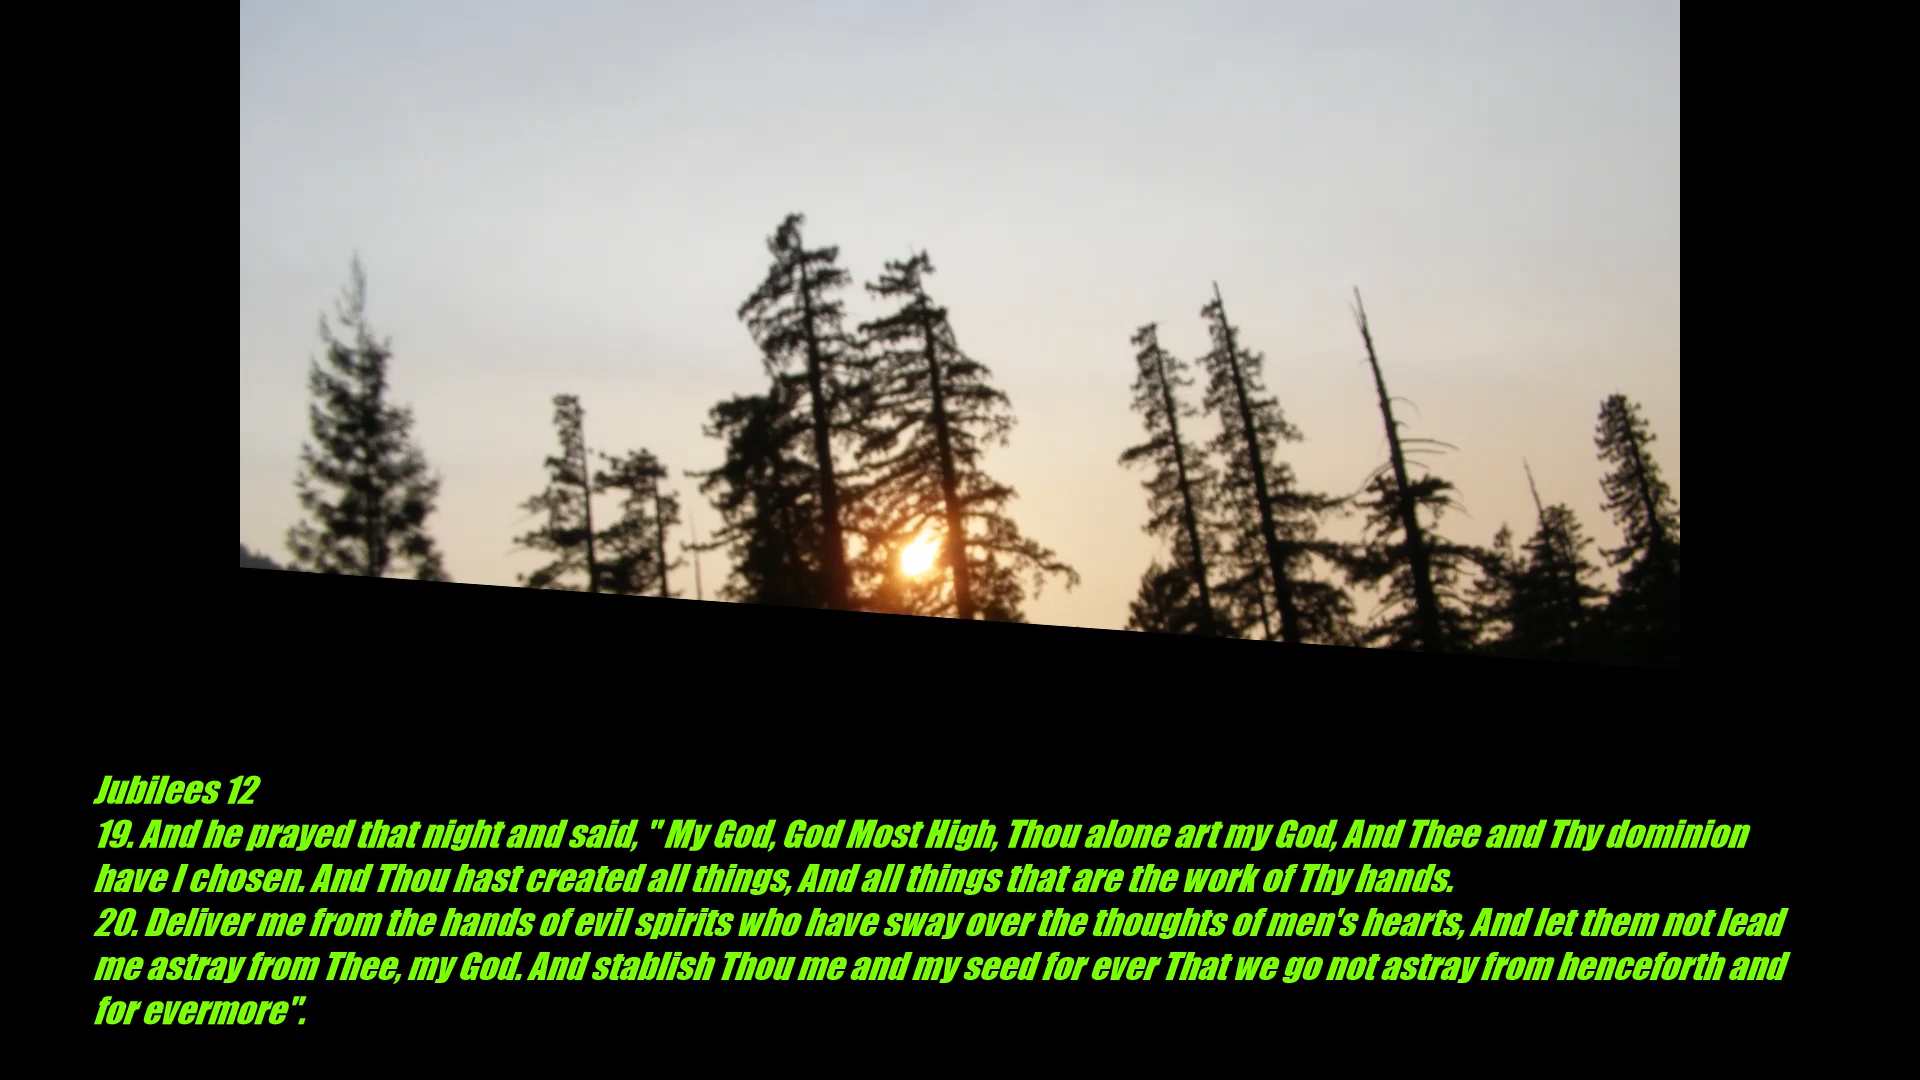 Jubilees 12
19. And he prayed that night and said, " My God, God Most High, Thou alone art my God, And Thee and Thy dominion
have I chosen. And Thou hast created all things, And all things that are the work of Thy hands.
20. Deliver me from the hands of evil spirits who have sway over the thoughts of men's hearts, And let them not lead
me astray from Thee, my God. And stablish Thou me and my seed for ever That we go not astray from henceforth and
for evermore".